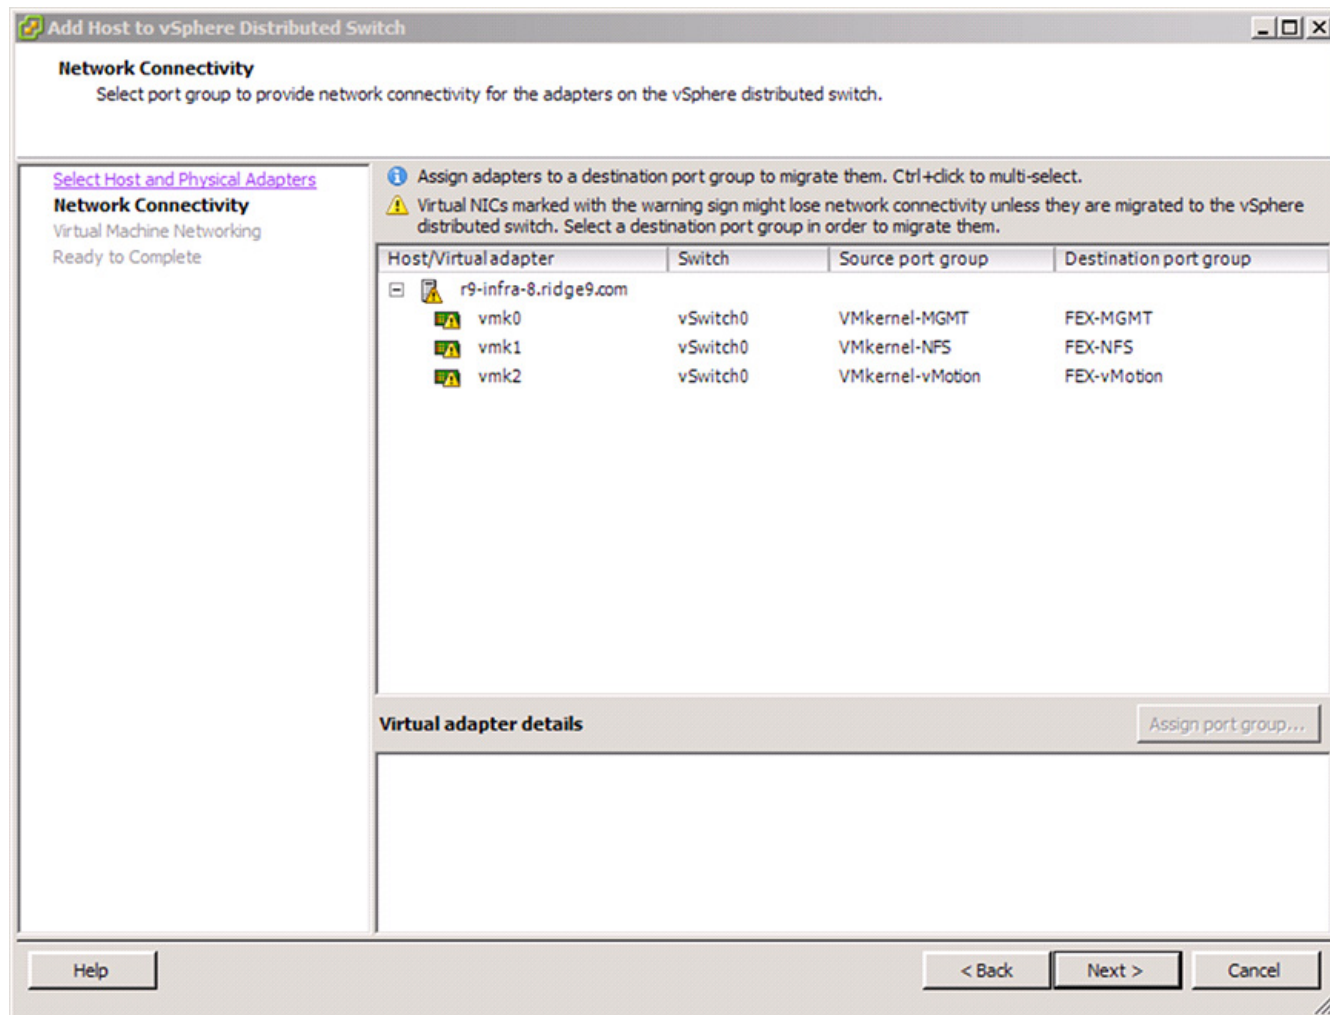 Add Host to vSphere Distributed Switch
Network Connectivity
Select port group to provide network connectivity for the adapters on the vSphere distributed switch.
Select Host and Physical Adapters
Network Connectivity
Virtual Machine Networking
Ready to Complete
Assign adapters to a destination port group to migrate them. Ctrl+click to multi-select.
Virtual NICs marked with the warning sign might lose network connectivity unless they are migrated to the vSphere
distributed switch. Select a destination port group in order to migrate them.
Host/Virtual adapter Switch Source port group Destination port group
r9-infra-8.ridge9.com
vmk0 vSwitch0 VMkernel-MGMT FEX-MGMT
vmk1 vSwitch0 VMkernel-NFS FEX-NFS
vmk2 vSwitch0 VMkernel-vMotion FEX-vMotion
Virtual adapter details Assign port group...
Help < Back Next > Cancel